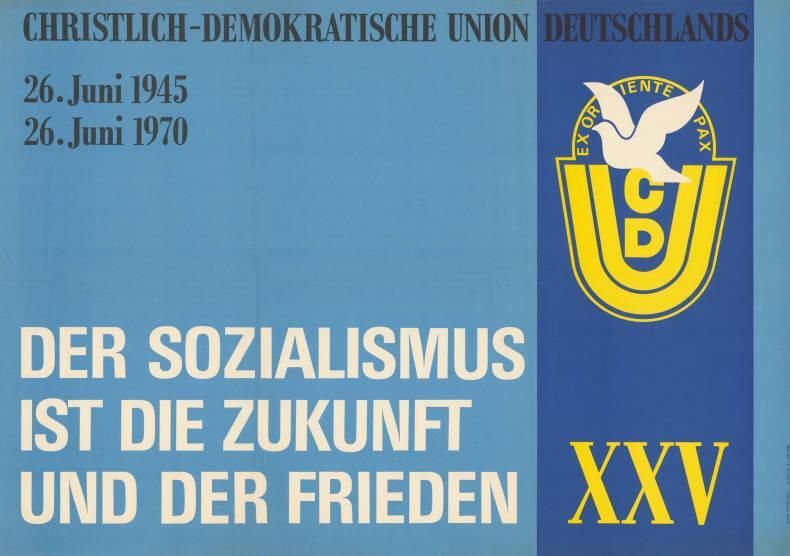 CHRISTLICH-DEMOKRATISCHE UNION DEUTSCHLANDS
26. Juni 1945
26. Juni 1970
EX ORIENTE PAX
CDU
DER SOZIALISMUS
IST DIE ZUKUNFT
UND DER FRIEDEN
XXV